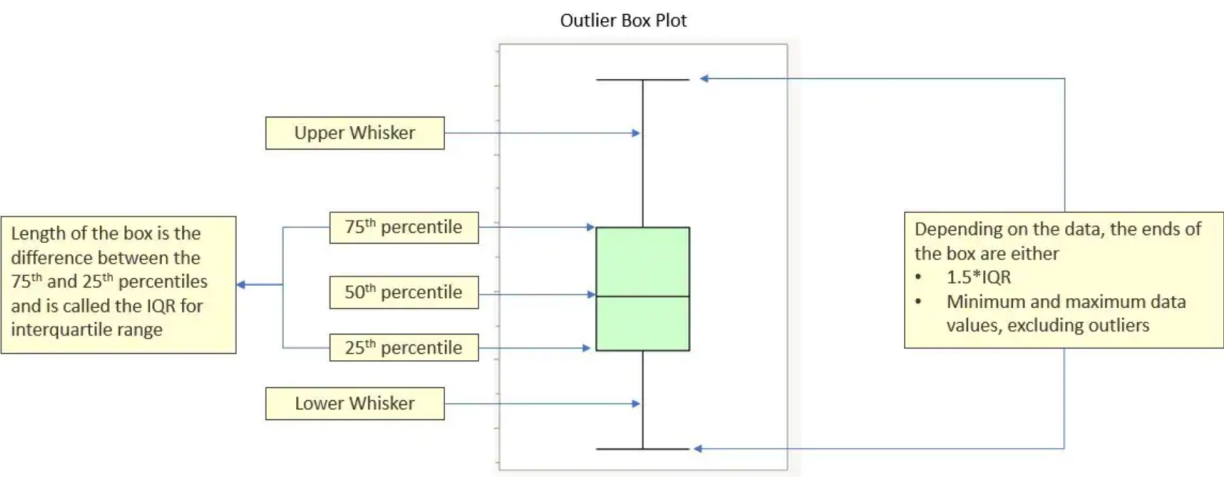 Outlier Box Plot
Upper Whisker
75th percentile
Length of the box is the
difference between the
75th and 25th percentiles
and is called the IQR for
interquartile range
50th percentile
25th percentile
Lower Whisker
Depending on the data, the ends of
the box are either
• 1.5*IQR
• Minimum and maximum data
values, excluding outliers